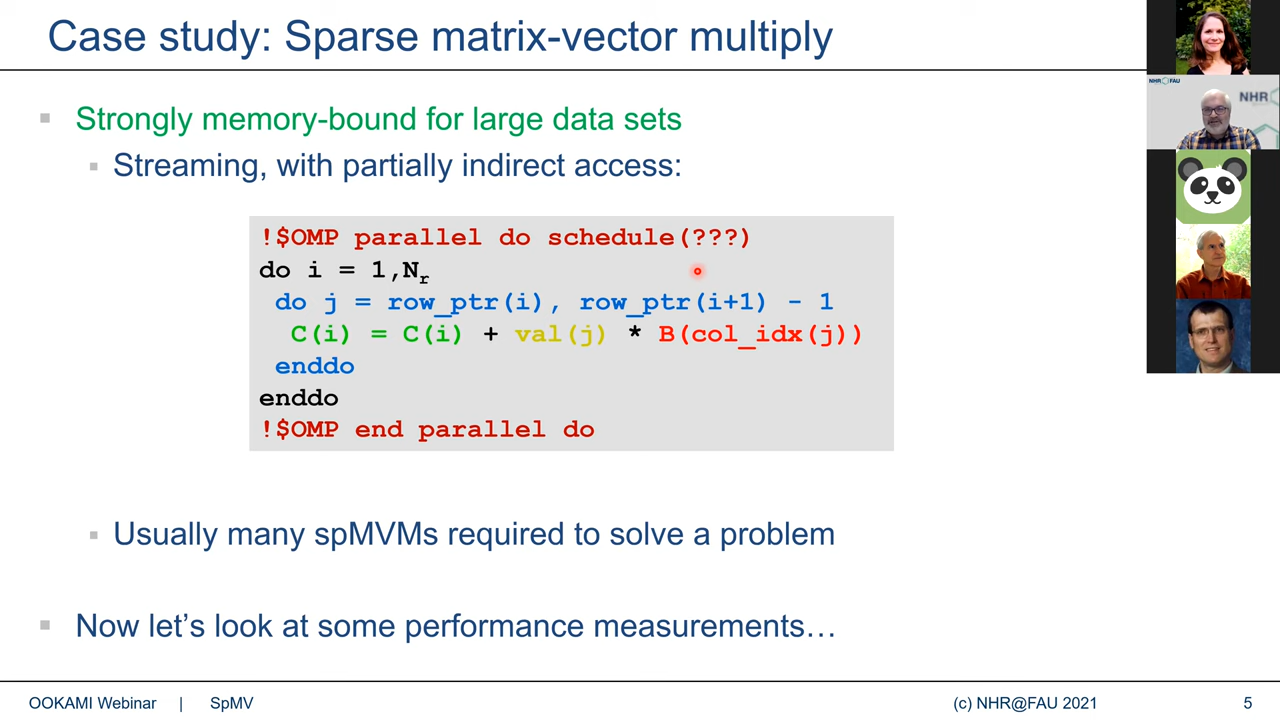 Case study: Sparse matrix-vector multiply
Strongly memory-bound for large data sets
Streaming, with partially indirect access:
!$OMP parallel do schedule(???)
do i = 1,Nr
do j = row_ptr(i), row_ptr(i+1) - 1
C(i) = C(i) + val(j) * B(col_idx(j))
enddo
enddo
!$OMP end parallel do
Usually many spMVMs required to solve a problem
Now let’s look at some performance measurements…
OOKAMI Webinar | SpMV (c) NHR@FAU 2021 5
NHR FAU
NHR